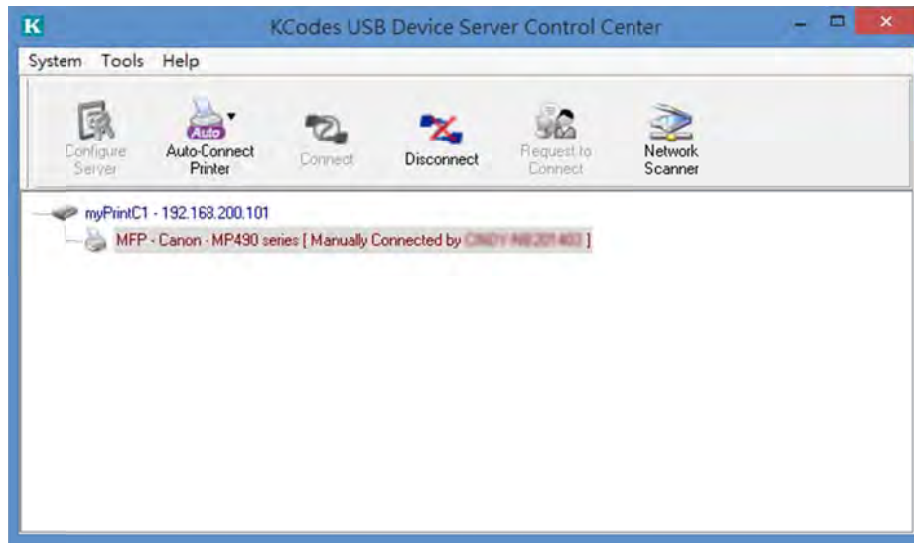 K KCodes USB Device Server Control Center
System Tools Help
Auto
Configure Server
Auto-Connect Printer
Connect
Disconnect
Request to Connect
Network Scanner
myPrintC1 - 192.168.200.101
MFP - Canon - MP490 series [ Manually Connected by ]